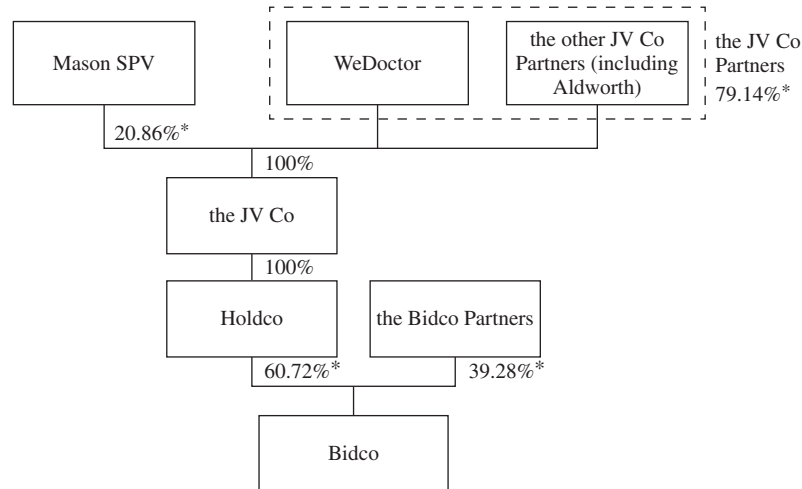 Mason SPV
WeDoctor
the other JV Co
Partners (including
Aldworth)
the JV Co
Partners
79.14%*
20.86%*
100%
the JV Co
100%
Holdco
the Bidco Partners
60.72%*
39.28%*
Bidco